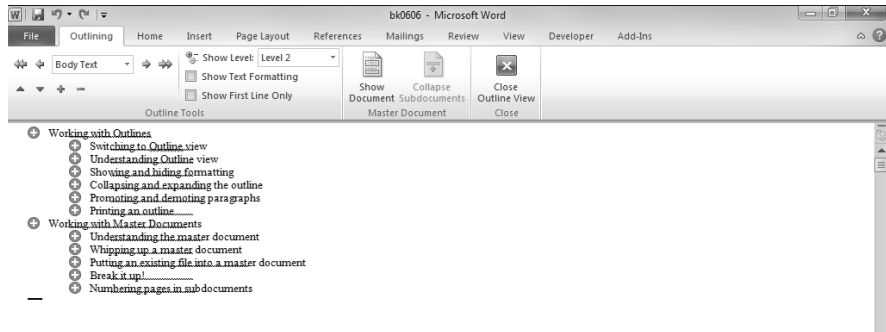 bk0606 - Microsoft Word
File Outlining Home Insert Page Layout References Mailings Review View Developer Add-Ins
Body Text
Show Level: Level 2
Show Text Formatting
Show First Line Only
Outline Tools
Show Document
Collapse Subdocuments
Master Document
Close Outline View
Close
Working with Outlines
Switching to Outline view
Understanding Outline view
Showing and hiding formatting
Collapsing and expanding the outline
Promoting and demoting paragraphs
Printing an outline
Working with Master Documents
Understanding the master document
Whipping up a master document
Putting an existing file into a master document
Break it up!
Numbering pages in subdocuments